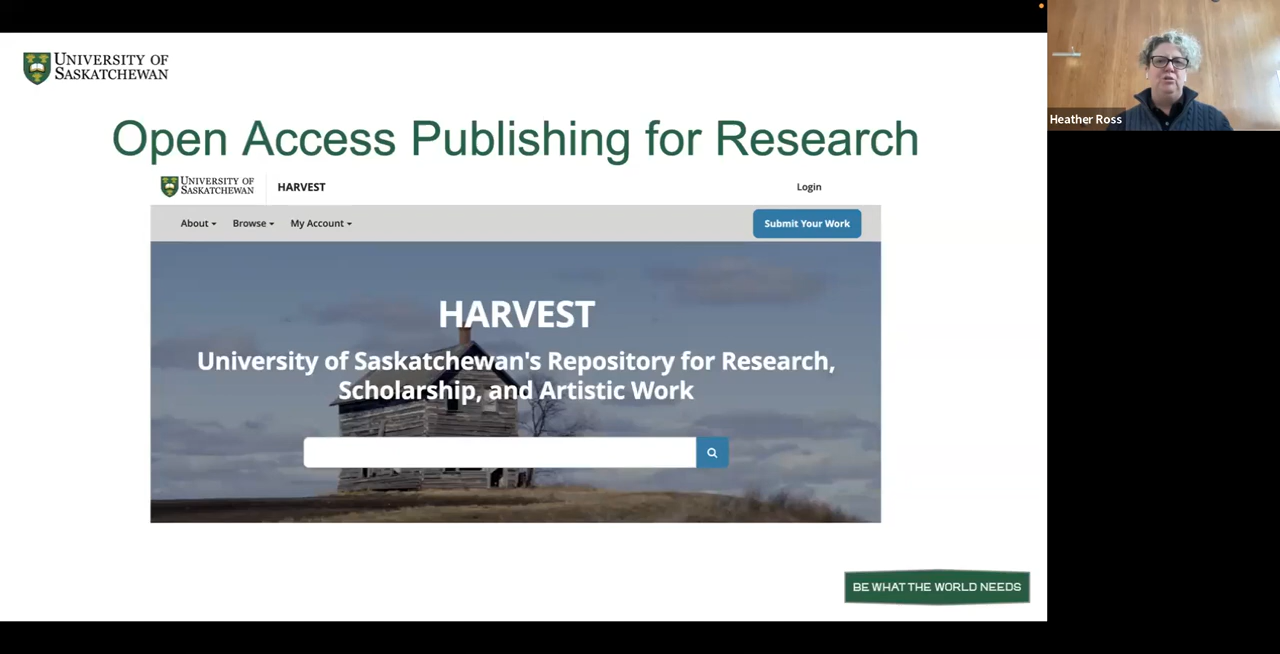 UNIVERSITY OF
SASKATCHEWAN
Open Access Publishing for Research
UNIVERSITY OF
SASKATCHEWAN
HARVEST
Login
About
Browse
My Account
Submit Your Work
HARVEST
University of Saskatchewan's Repository for Research,
Scholarship, and Artistic Work
BE WHAT THE WORLD NEEDS
Heather Ross